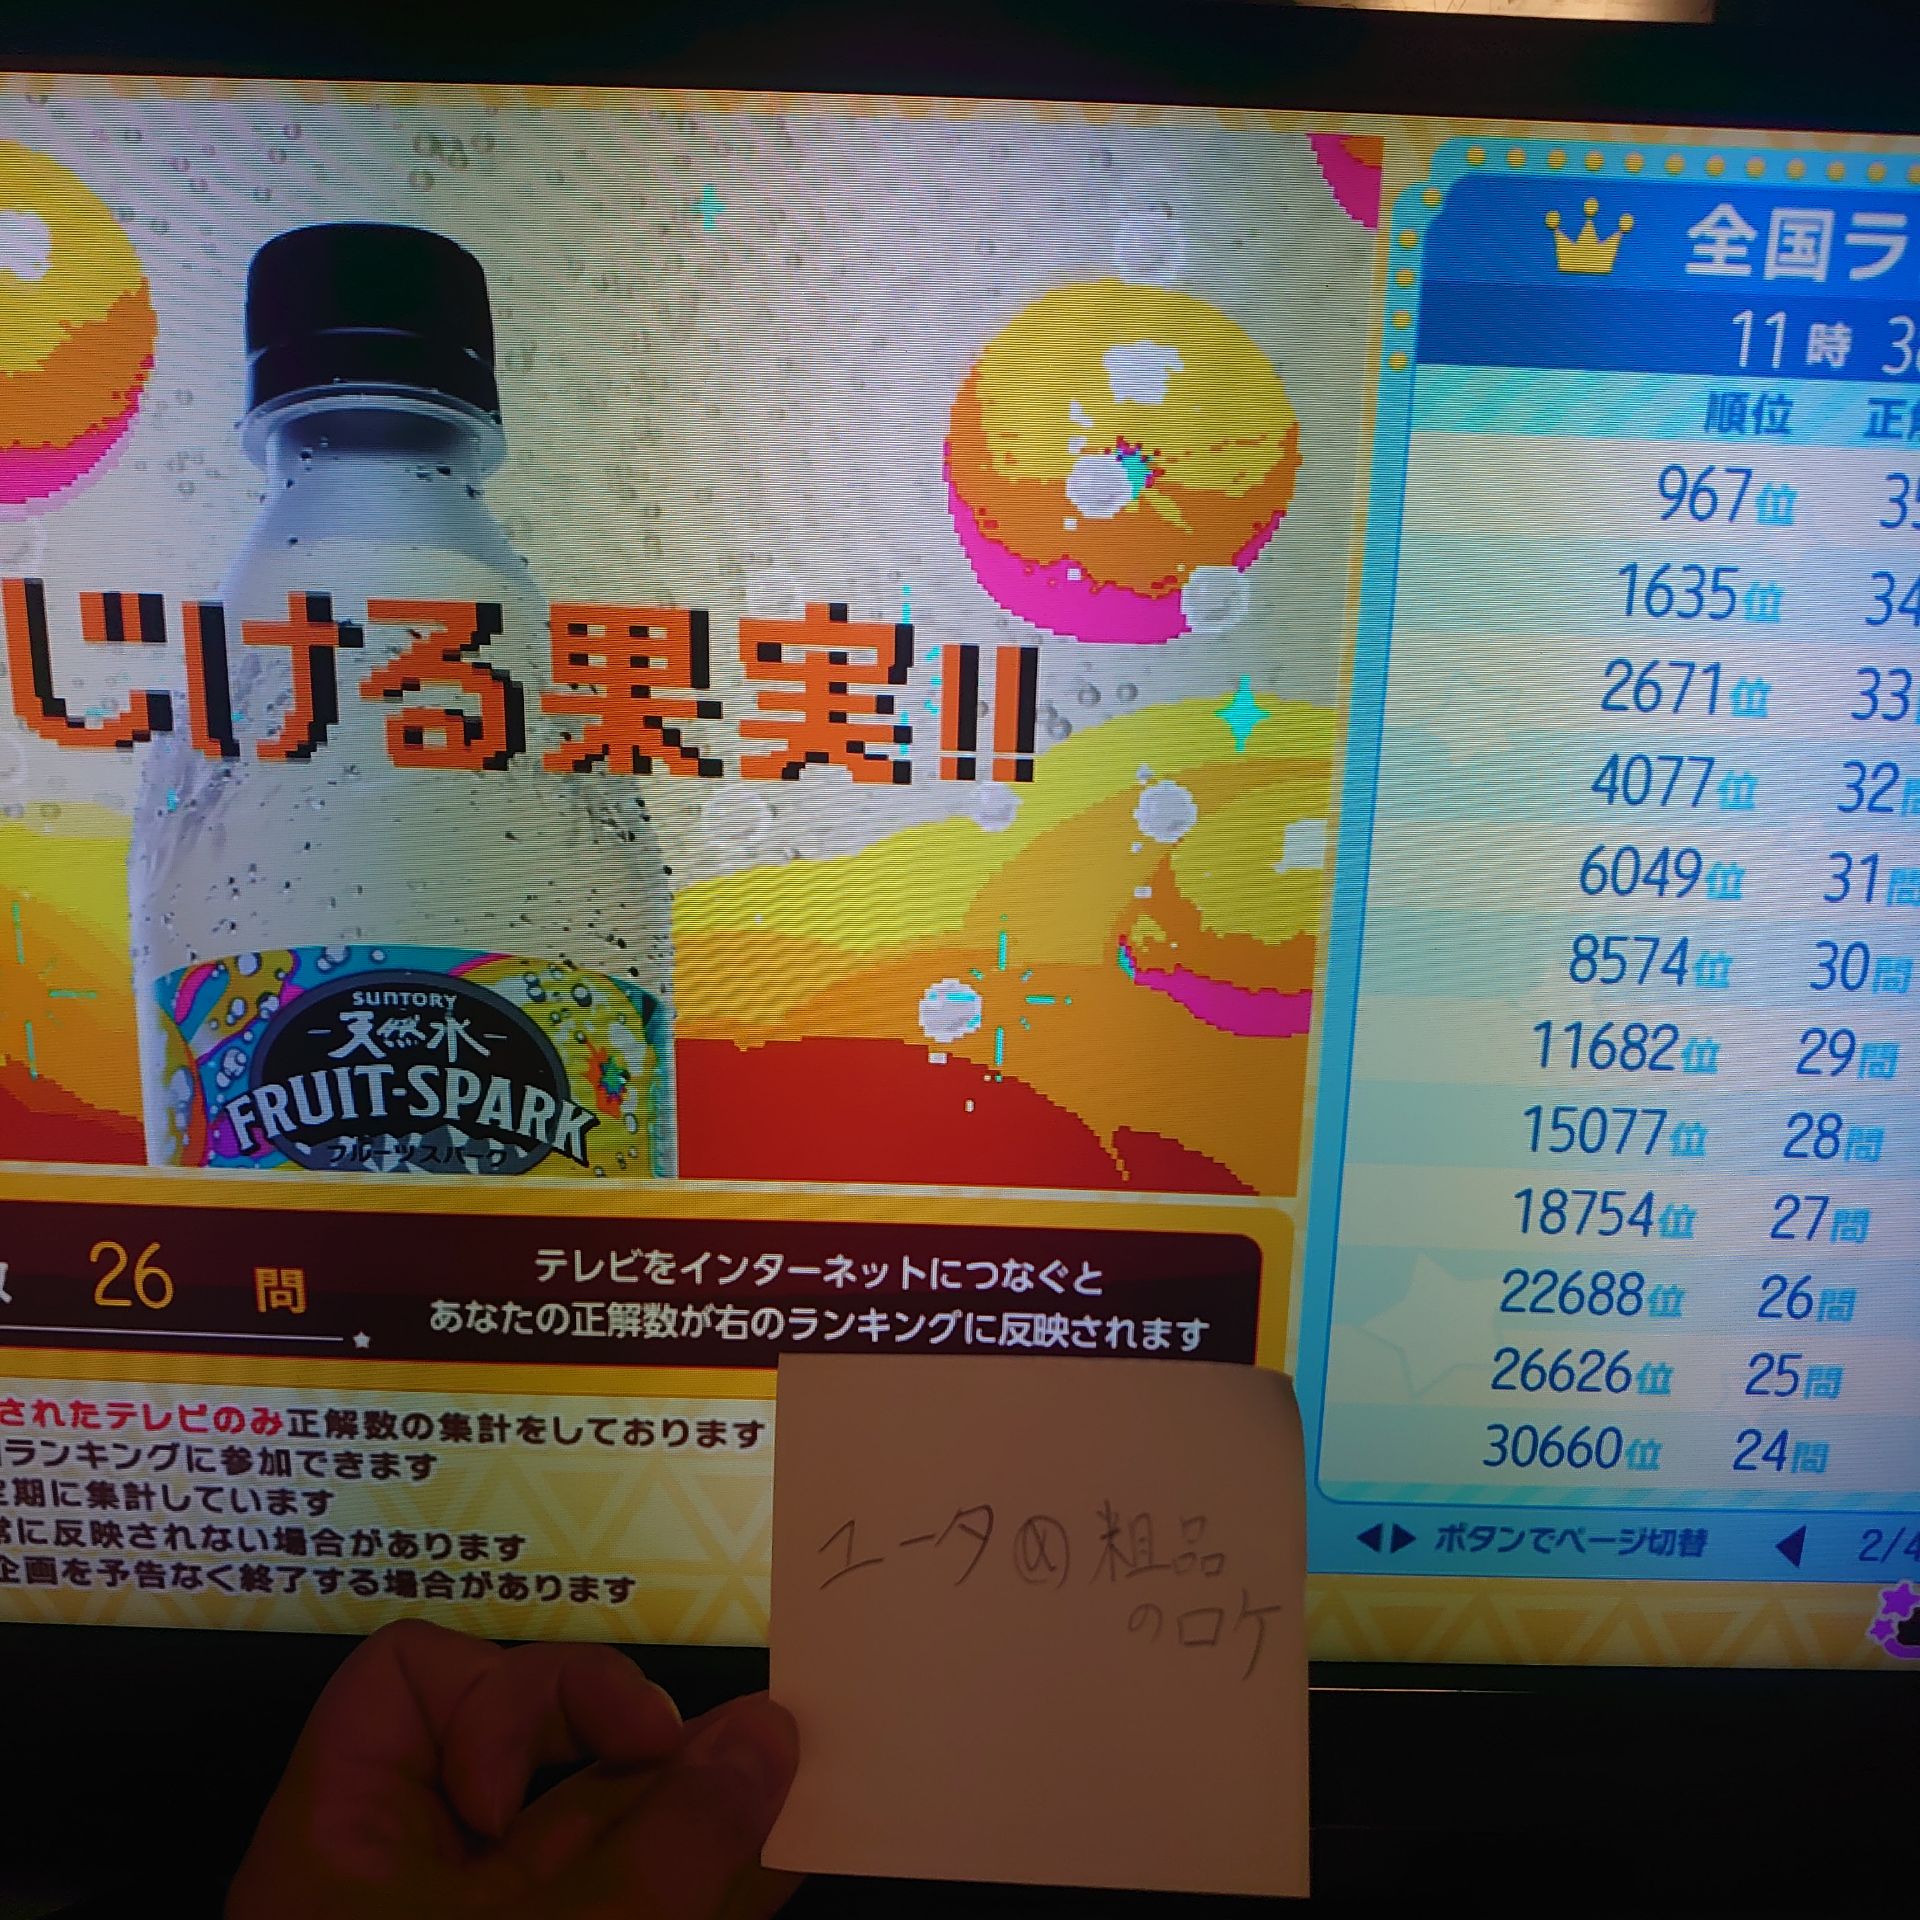 じける果実!!
SUNTORY
天然水
FRUIT-SPARK
フルーツスパーク
26 問
テレビをインターネットにつなぐと
あなたの正解数が右のランキングに反映されます
されたテレビのみ正解数の集計をしております
ランキングに参加できます
期に集計しています
常に反映されない場合があります
企画を予告なく終了する場合があります
全国ラ
11時 3
順位 正
967位 35
1635位 34
2671位 33
4077位 32問
6049位 31問
8574位 30問
11682位 29問
15077位 28問
18754位 27問
22688位 26問
26626位 25問
30660位 24問
◀▶ ボタンでページ切替 ◀ 2/4
ユータ 粗品
のロケ